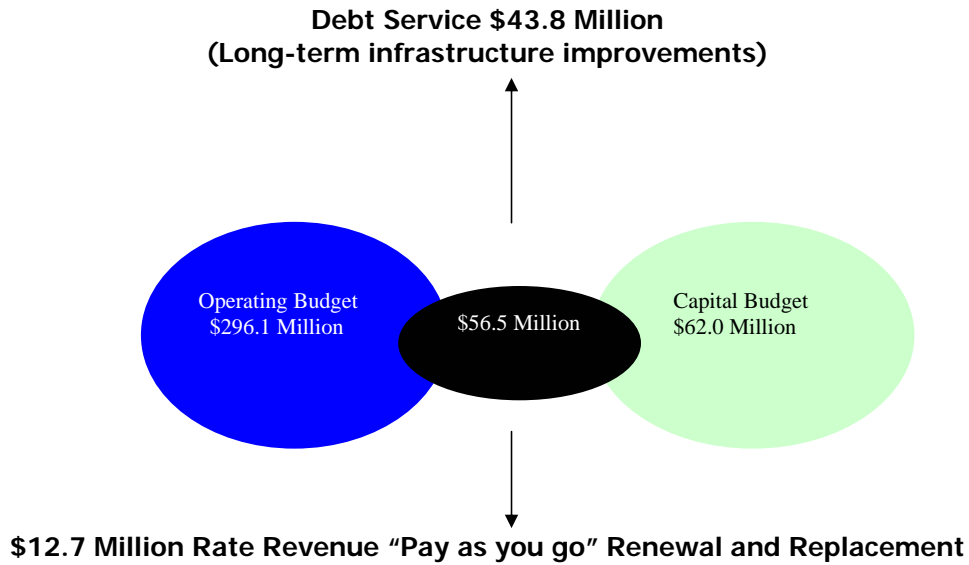 Debt Service $43.8 Million
(Long-term infrastructure improvements)
Operating Budget
$296.1 Million
$56.5 Million
Capital Budget
$62.0 Million
$12.7 Million Rate Revenue “Pay as you go” Renewal and Replacement